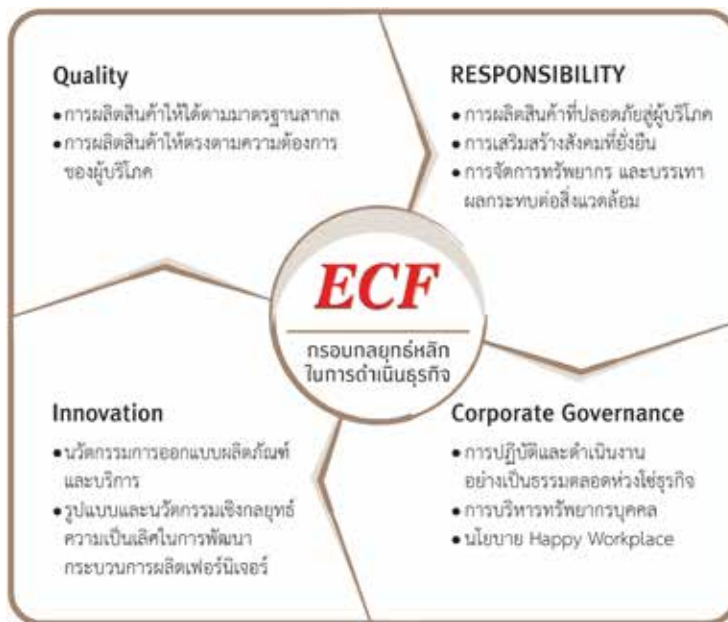 Quality
• การผลิตสินค้าให้ได้ตามมาตรฐานสากล
• การผลิตสินค้าให้ตรงตามความต้องการ
ของผู้บริโภค
RESPONSIBILITY
• การผลิตสินค้าที่ปลอดภัยสู่ผู้บริโภค
• การเสริมสร้างสังคมที่ยั่งยืน
• การจัดการทรัพยากร และบรรเทา
ผลกระทบต่อสิ่งแวดล้อม
ECF
กรอบกลยุทธ์หลัก
ในการดำเนินธุรกิจ
Innovation
• นวัตกรรมการออกแบบผลิตภัณฑ์
และบริการ
• รูปแบบและนวัตกรรมเชิงกลยุทธ์
ความเป็นเลิศในการพัฒนา
กระบวนการผลิตเฟอร์นิเจอร์
Corporate Governance
• การปฏิบัติและดำเนินงาน
อย่างเป็นธรรมตลอดห่วงโซ่ธุรกิจ
• การบริหารทรัพยากรบุคคล
• นโยบาย Happy Workplace